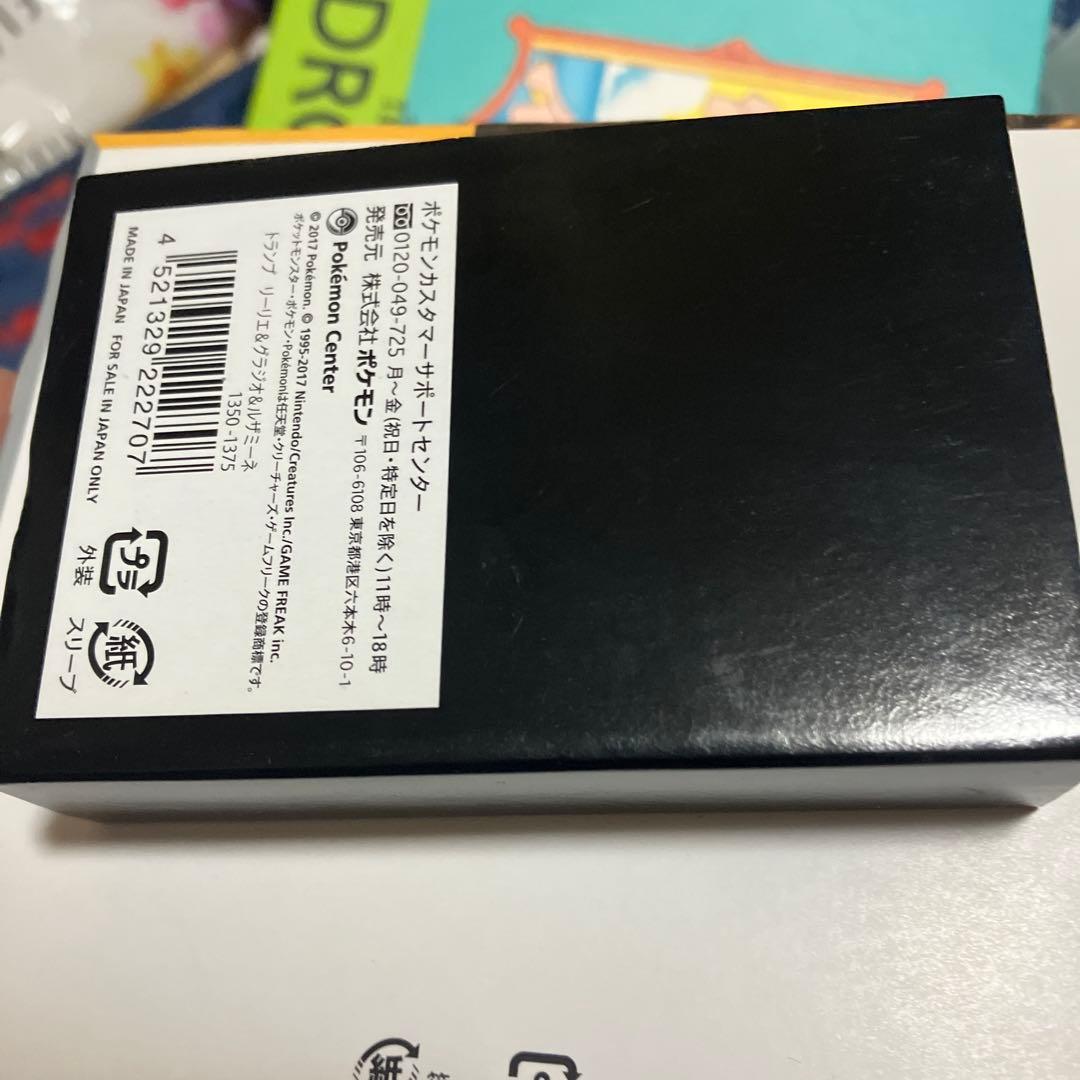 ポケモンカスタマーサポートセンター
0120-049-725 月～金(祝日・特定日を除く)11時～18時
発売元 株式会社ポケモン 〒106-6108 東京都港区六本木6-10-1
Pokémon Center
© 2017 Pokémon. © 1995-2017 Nintendo/Creatures Inc./GAME FREAK inc.
ポケットモンスター・ポケモン・Pokémonは任天堂・クリーチャーズ・ゲームフリークの登録商標です。
トランプ リーリエ&グラジオ&ルザミーネ
1350-1375
4 521329 222707
MADE IN JAPAN FOR SALE IN JAPAN ONLY
プラ
外装
紙
スリーブ
紙